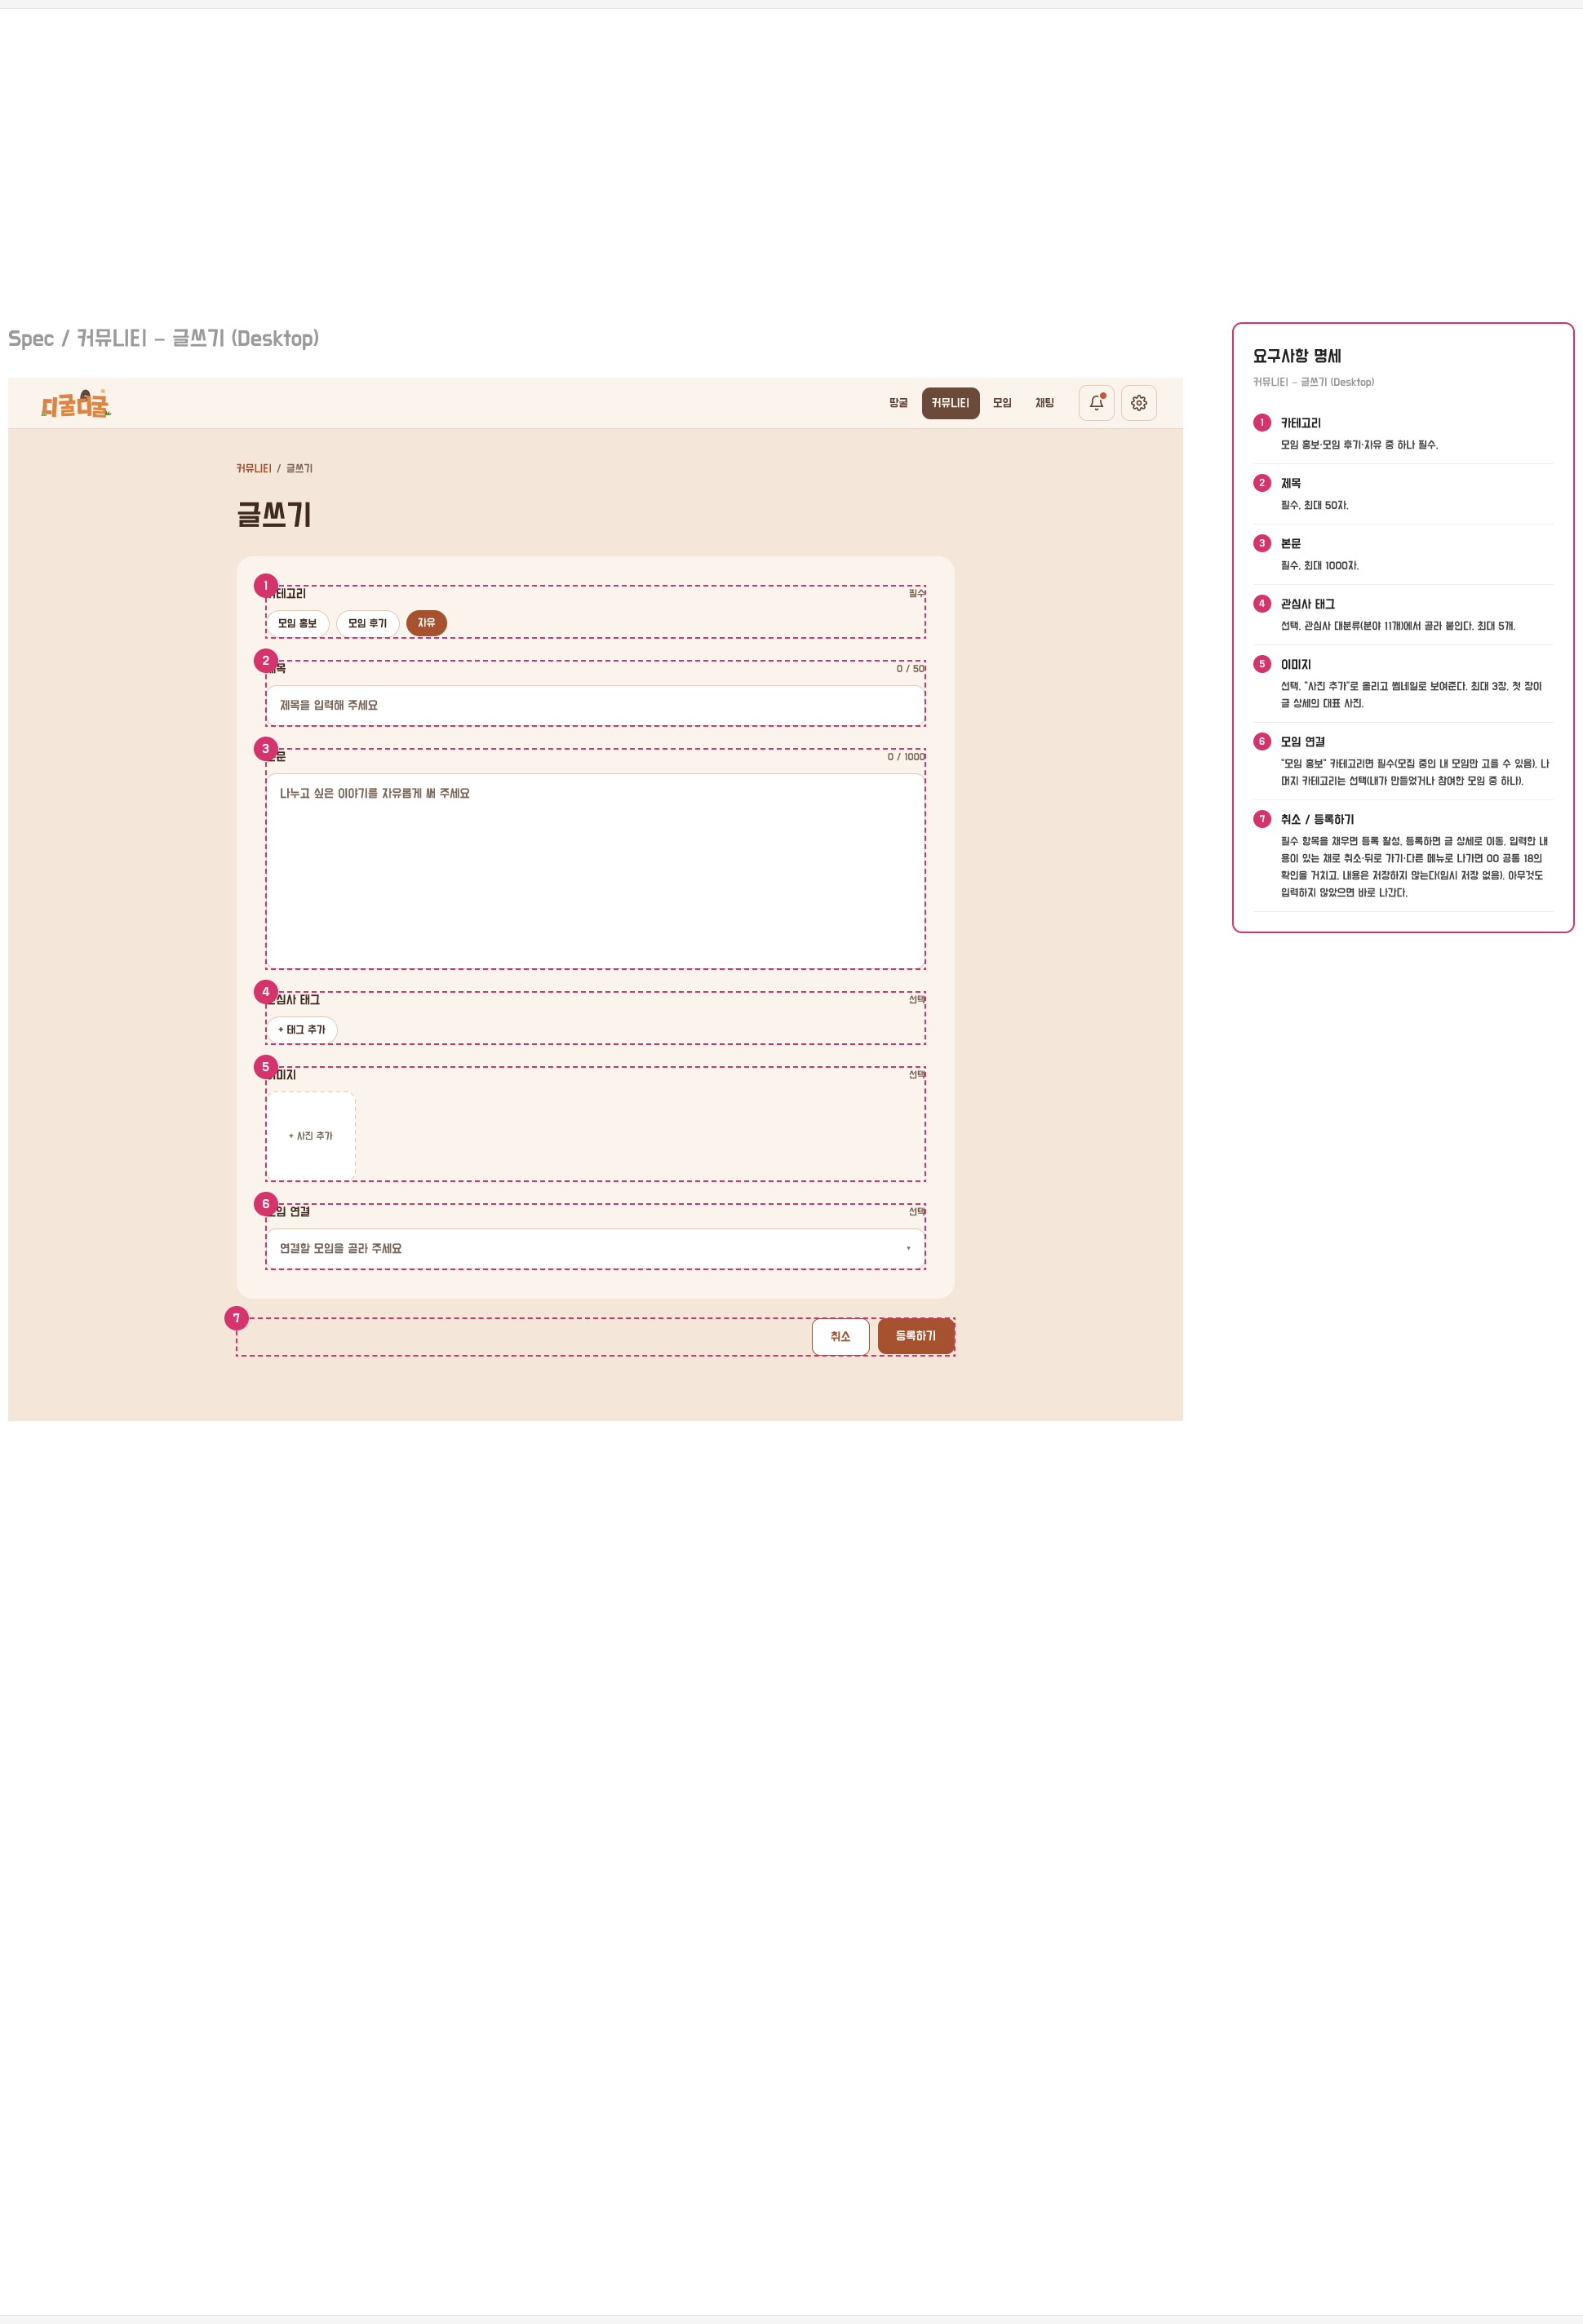 Spec / 커뮤니티 – 글쓰기 (Desktop)
디굴디굴
땅굴
커뮤니티
모임
채팅
커뮤니티 / 글쓰기
글쓰기
1
테고리
필수
모임 홍보
모임 후기
자유
2
목
0 / 50
제목을 입력해 주세요
3
문
0 / 1000
나누고 싶은 이야기를 자유롭게 써 주세요
4
심사 태그
선택
+ 태그 추가
5
미지
선택
+ 사진 추가
6
임 연결
선택
연결할 모임을 골라 주세요
▾
7
취소
등록하기
요구사항 명세
커뮤니티 – 글쓰기 (Desktop)
1 카테고리
모임 홍보·모임 후기·자유 중 하나 필수.
2 제목
필수. 최대 50자.
3 본문
필수. 최대 1000자.
4 관심사 태그
선택. 관심사 대분류(분야 11개)에서 골라 붙인다. 최대 5개.
5 이미지
선택. "사진 추가"로 올리고 썸네일로 보여준다. 최대 3장. 첫 장이
글 상세의 대표 사진.
6 모임 연결
"모임 홍보" 카테고리면 필수(모집 중인 내 모임만 고를 수 있음). 나
머지 카테고리는 선택(내가 만들었거나 참여한 모임 중 하나).
7 취소 / 등록하기
필수 항목을 채우면 등록 활성. 등록하면 글 상세로 이동. 입력한 내
용이 있는 채로 취소·뒤로 가기·다른 메뉴로 나가면 00 공통 18의
확인을 거치고, 내용은 저장하지 않는다(임시 저장 없음). 아무것도
입력하지 않았으면 바로 나간다.